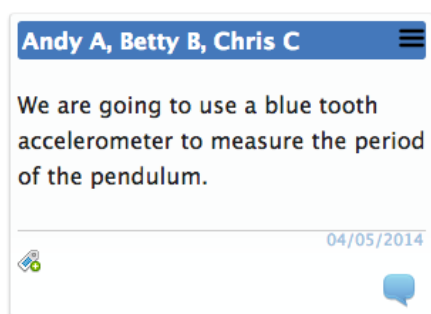 Andy A, Betty B, Chris C
We are going to use a blue tooth
accelerometer to measure the period
of the pendulum.
04/05/2014